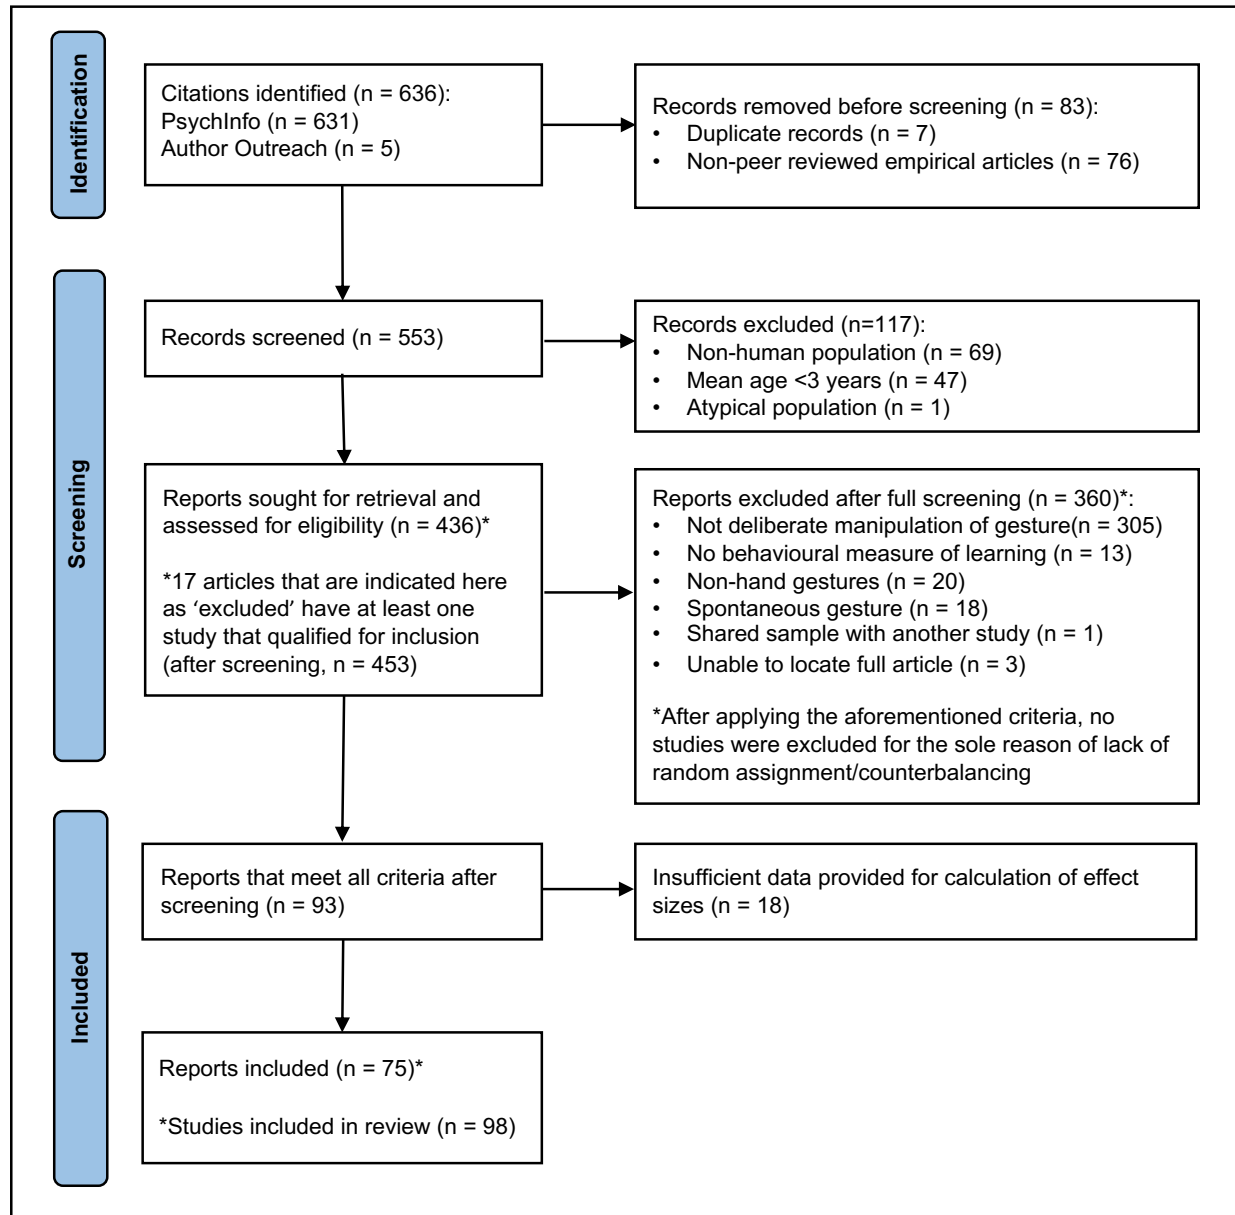 Identification
Citations identified (n = 636):
PsychInfo (n = 631)
Author Outreach (n = 5)
Records removed before screening (n = 83):
• Duplicate records (n = 7)
• Non-peer reviewed empirical articles (n = 76)
Screening
Records screened (n = 553)
Records excluded (n=117):
• Non-human population (n = 69)
• Mean age <3 years (n = 47)
• Atypical population (n = 1)
Reports sought for retrieval and
assessed for eligibility (n = 436)*
*17 articles that are indicated here
as ‘excluded’ have at least one
study that qualified for inclusion
(after screening, n = 453)
Reports excluded after full screening (n = 360)*:
• Not deliberate manipulation of gesture(n = 305)
• No behavioural measure of learning (n = 13)
• Non-hand gestures (n = 20)
• Spontaneous gesture (n = 18)
• Shared sample with another study (n = 1)
• Unable to locate full article (n = 3)
*After applying the aforementioned criteria, no
studies were excluded for the sole reason of lack of
random assignment/counterbalancing
Included
Reports that meet all criteria after
screening (n = 93)
Insufficient data provided for calculation of effect
sizes (n = 18)
Reports included (n = 75)*
*Studies included in review (n = 98)